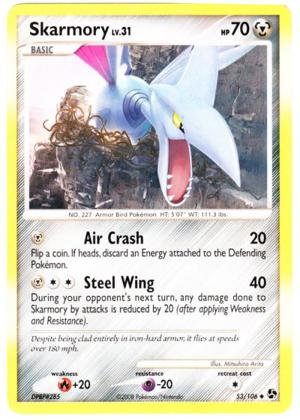 Skarmory LV.31 HP 70
BASIC
NO. 227 Armor Bird Pokémon HT: 5'07" WT: 111.3 lbs.
Air Crash 20
Flip a coin. If heads, discard an Energy attached to the Defending
Pokémon.
Steel Wing 40
During your opponent's next turn, any damage done to
Skarmory by attacks is reduced by 20 (after applying Weakness
and Resistance).
Despite being clad entirely in iron-hard armor, it flies at speeds
over 180 mph.
Illus. Mitsuhiro Arita
weakness resistance retreat cost
+20 -20
DPBP#285 ©2008 Pokémon/Nintendo 53/106